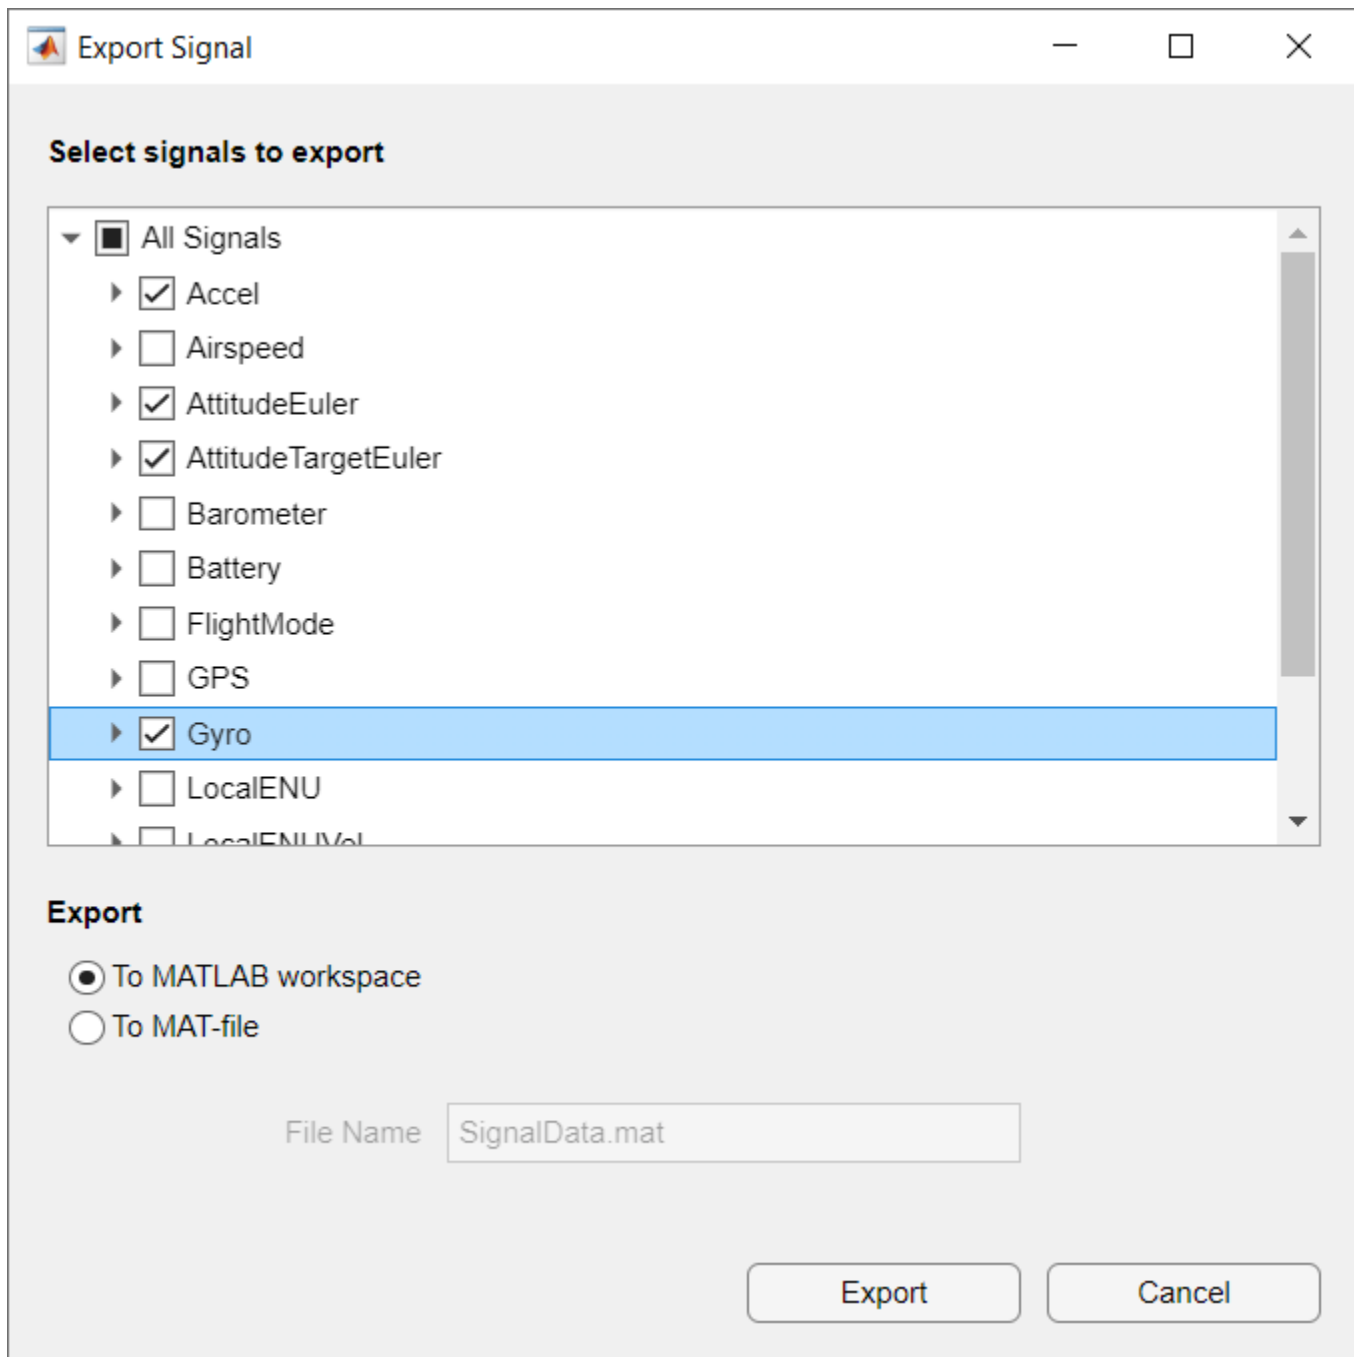 Export Signal
Select signals to export
All Signals
Accel
Airspeed
AttitudeEuler
AttitudeTargetEuler
Barometer
Battery
FlightMode
GPS
Gyro
LocalENU
LocalENUVel
Export
To MATLAB workspace
To MAT-file
File Name SignalData.mat
Export Cancel